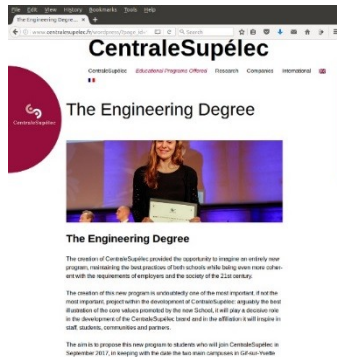 File Edit View History Bookmarks Tools Help
The Engineering Degree... × +
www.centralesupelec.fr/wordpress/?page_id=/ Search
CentraleSupélec
CentraleSupélec Educational Programs Offered Research Companies International
CentraleSupélec
The Engineering Degree
The Engineering Degree
The creation of CentraleSupélec provided the opportunity to imagine an entirely new
program, maintaining the best practices of both schools while being even more coher-
ent with the requirements of employers and the society of the 21st century.
The creation of this new program is undoubtedly one of the most important, if not the
most important, project within the development of CentraleSupélec: arguably the best
illustration of the core values promoted by the new School, it will play a decisive role
in the development of the CentraleSupélec brand and in the affiliation it will inspire in
staff, students, communities and partners.
The aim is to propose this new program to students who will join CentraleSupélec in
September 2017, in keeping with the date the two main campuses in Gif-sur-Yvette